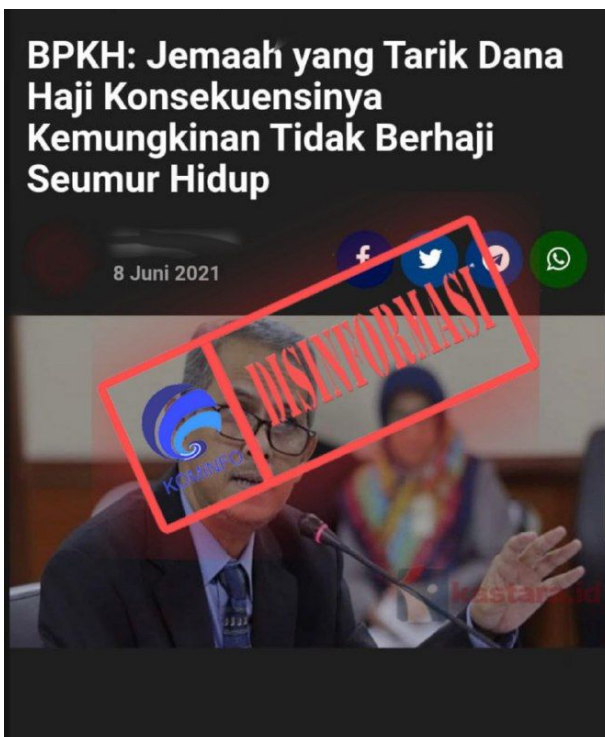 BPKH: Jemaah yang Tarik Dana
Haji Konsekuensinya
Kemungkinan Tidak Berhaji
Seumur Hidup
8 Juni 2021
DISINFORMASI
KOMINFO
kastara.id